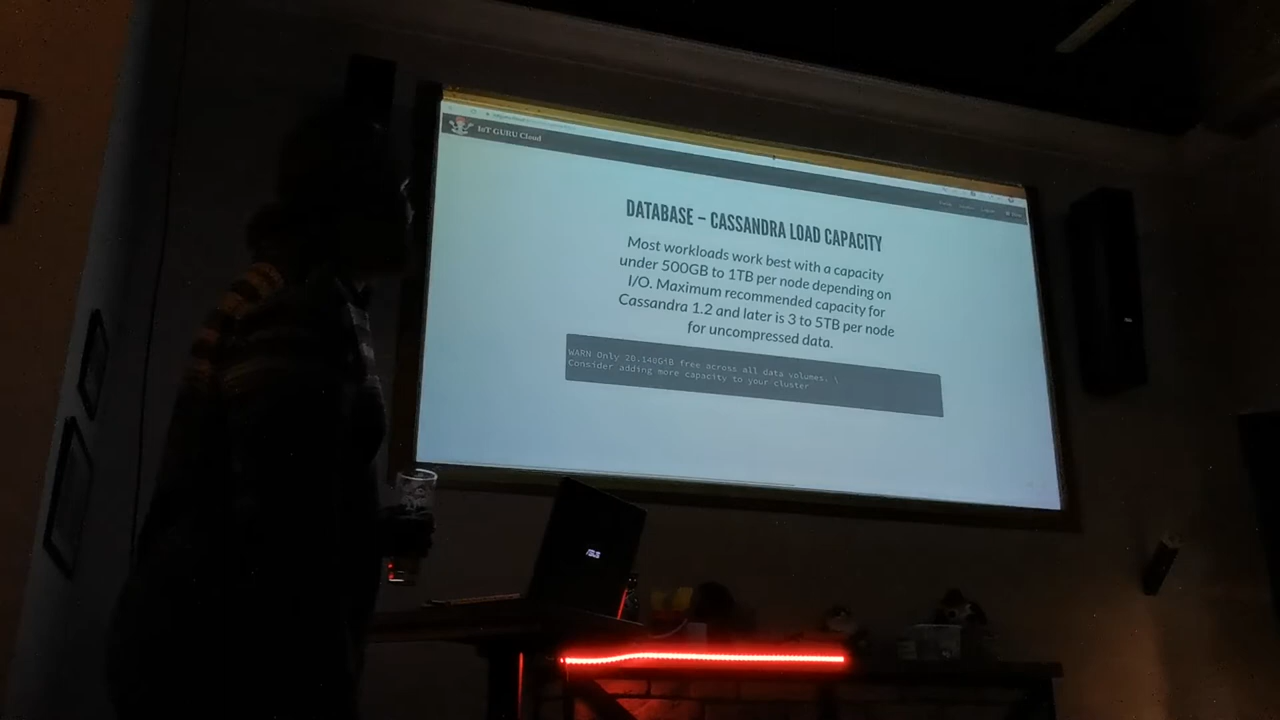 IoT GURU Cloud
DATABASE – CASSANDRA LOAD CAPACITY
Most workloads work best with a capacity
under 500GB to 1TB per node depending on
I/O. Maximum recommended capacity for
Cassandra 1.2 and later is 3 to 5TB per node
for uncompressed data.
WARN Only 20.140GiB free across all data volumes. \
Consider adding more capacity to your cluster
ASUS